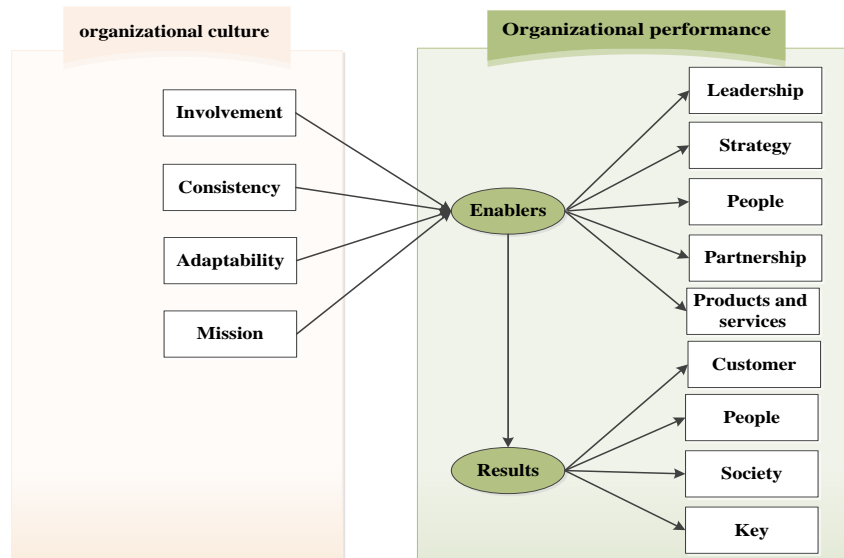 organizational culture
Organizational performance
Involvement
Consistency
Adaptability
Mission
Enablers
Results
Leadership
Strategy
People
Partnership
Products and
services
Customer
People
Society
Key